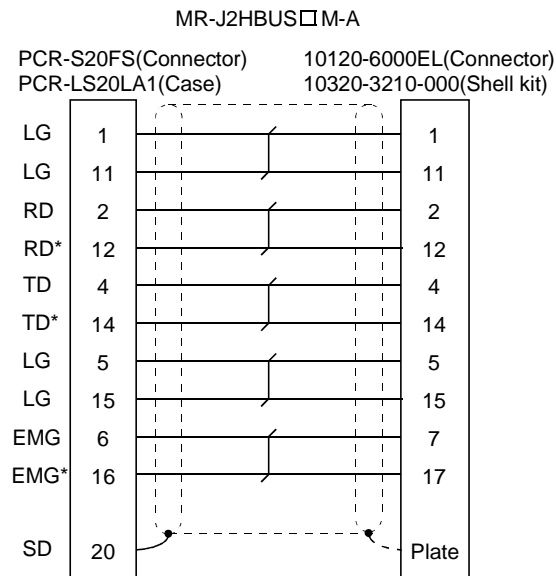 MR-J2HBUS□M-A
PCR-S20FS(Connector) 10120-6000EL(Connector)
PCR-LS20LA1(Case) 10320-3210-000(Shell kit)
LG 1 1
LG 11 11
RD 2 2
RD* 12 12
TD 4 4
TD* 14 14
LG 5 5
LG 15 15
EMG 6 7
EMG* 16 17
SD 20 Plate